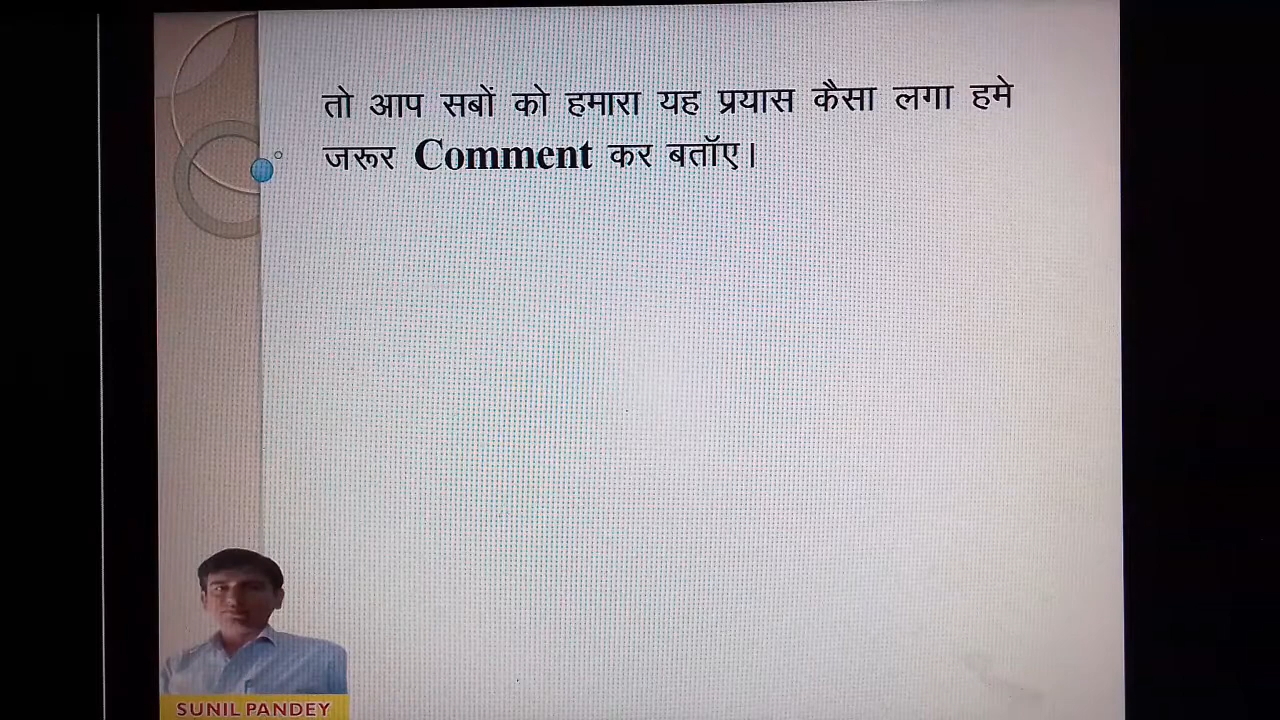 तो आप सबों को हमारा यह प्रयास कैसा लगा हमे
जरूर Comment कर बतॉए।
SUNIL PANDEY